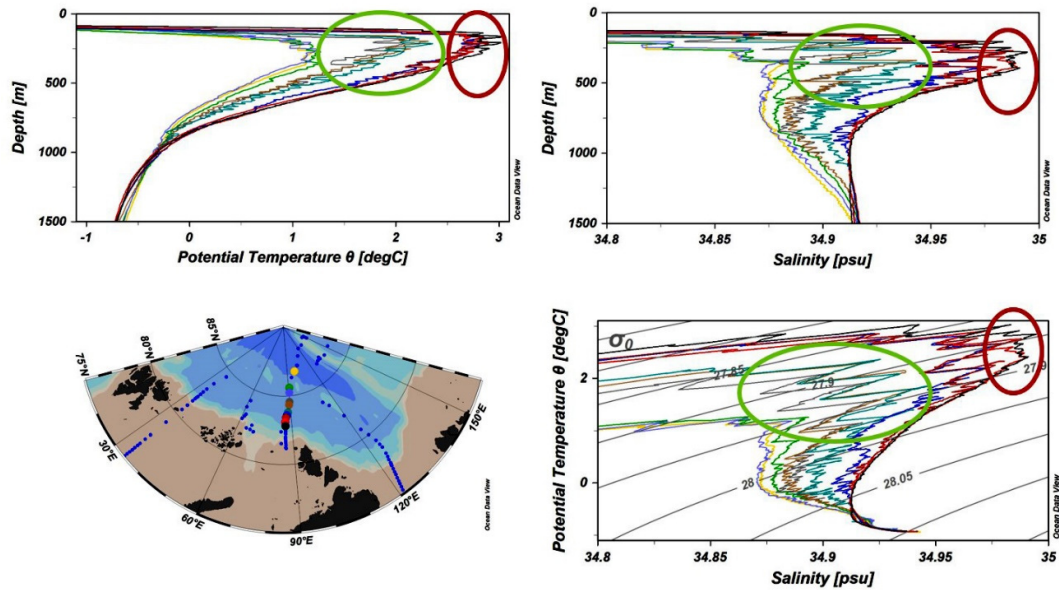 0
500
1000
1500
Depth [m]
-1
0
1
2
3
Potential Temperature θ [degC]
Ocean Data View
0
500
1000
1500
Depth [m]
34.8
34.85
34.9
34.95
35
Salinity [psu]
Ocean Data View
75°N
80°N
85°N
30°E
60°E
90°E
120°E
150°E
Ocean Data View
σ0
27.85
27.9
27.9
28
28.05
2
0
Potential Temperature θ [degC]
34.8
34.85
34.9
34.95
35
Salinity [psu]
Ocean Data View